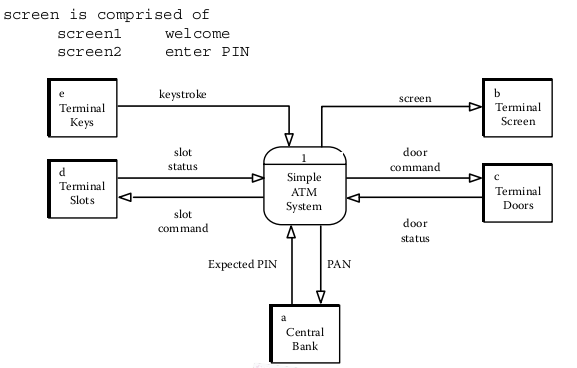 screen is comprised of
screen1 welcome
screen2 enter PIN
e
Terminal
Keys
keystroke
screen
b
Terminal
Screen
d
Terminal
Slots
slot
status
slot
command
1
Simple
ATM
System
door
command
door
status
c
Terminal
Doors
Expected PIN
PAN
a
Central
Bank